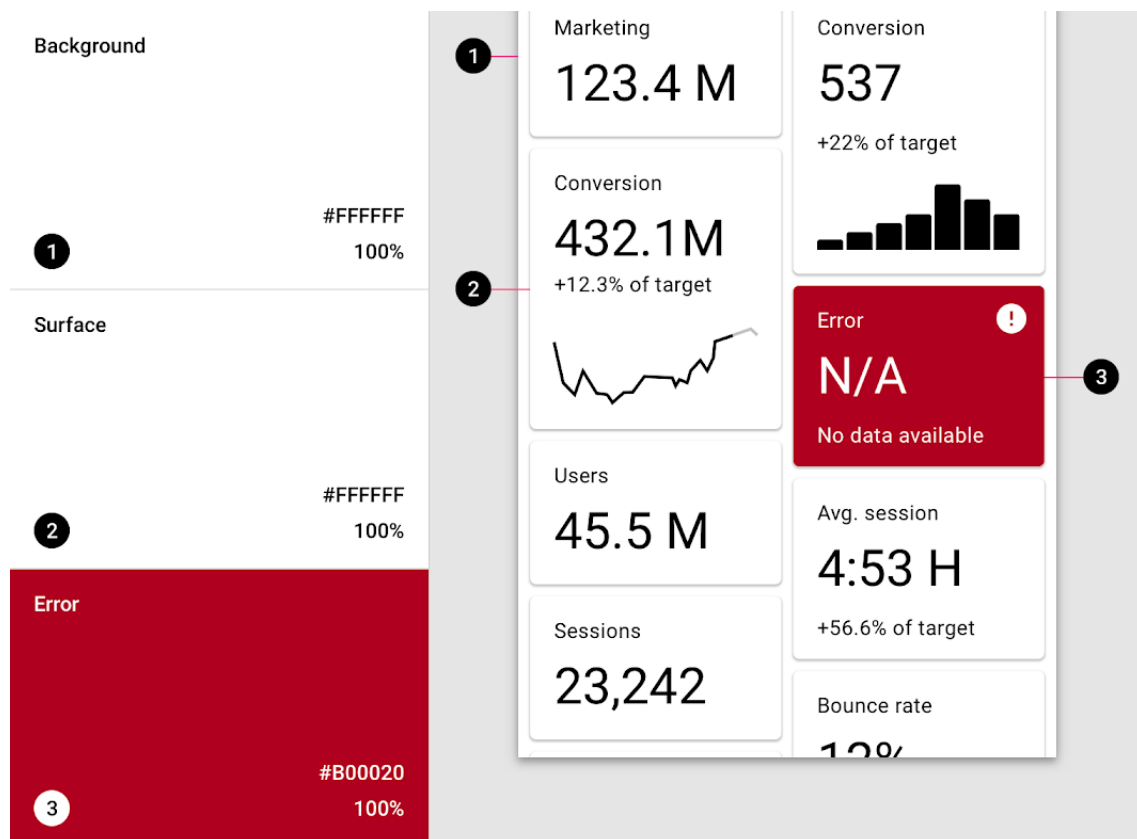 Background
#FFFFFF
1
100%
Surface
#FFFFFF
2
100%
Error
#B00020
3
100%
1
Marketing
123.4 M
Conversion
432.1M
2
+12.3% of target
Users
45.5 M
Sessions
23,242
Conversion
537
+22% of target
Error
!
N/A
3
No data available
Avg. session
4:53 H
+56.6% of target
Bounce rate
12%